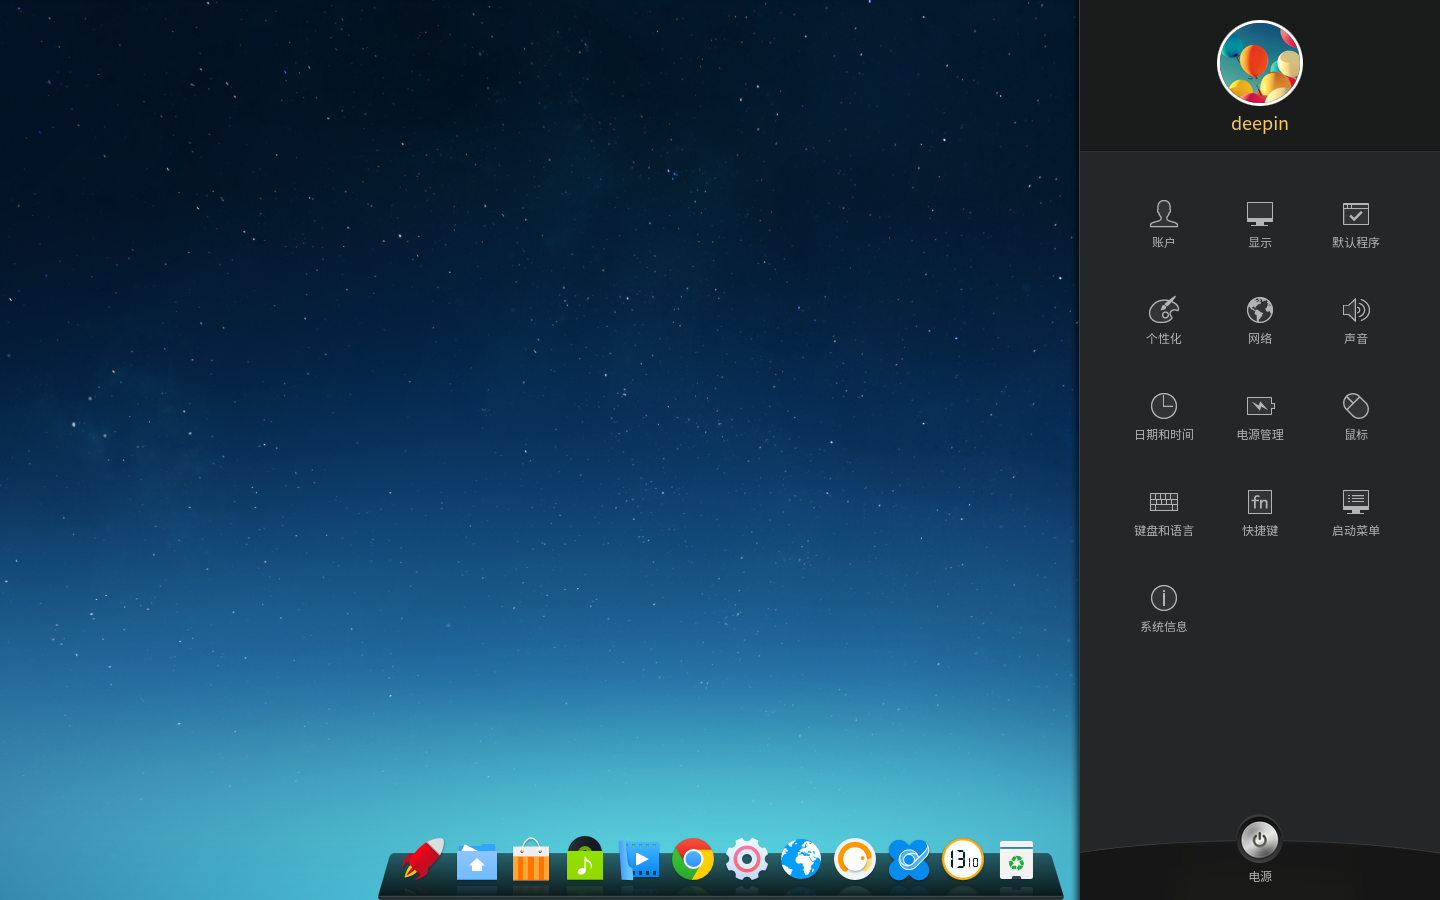 deepin
账户
显示
默认程序
个性化
网络
声音
日期和时间
电源管理
鼠标
键盘和语言
fn
快捷键
启动菜单
系统信息
13 10
电源